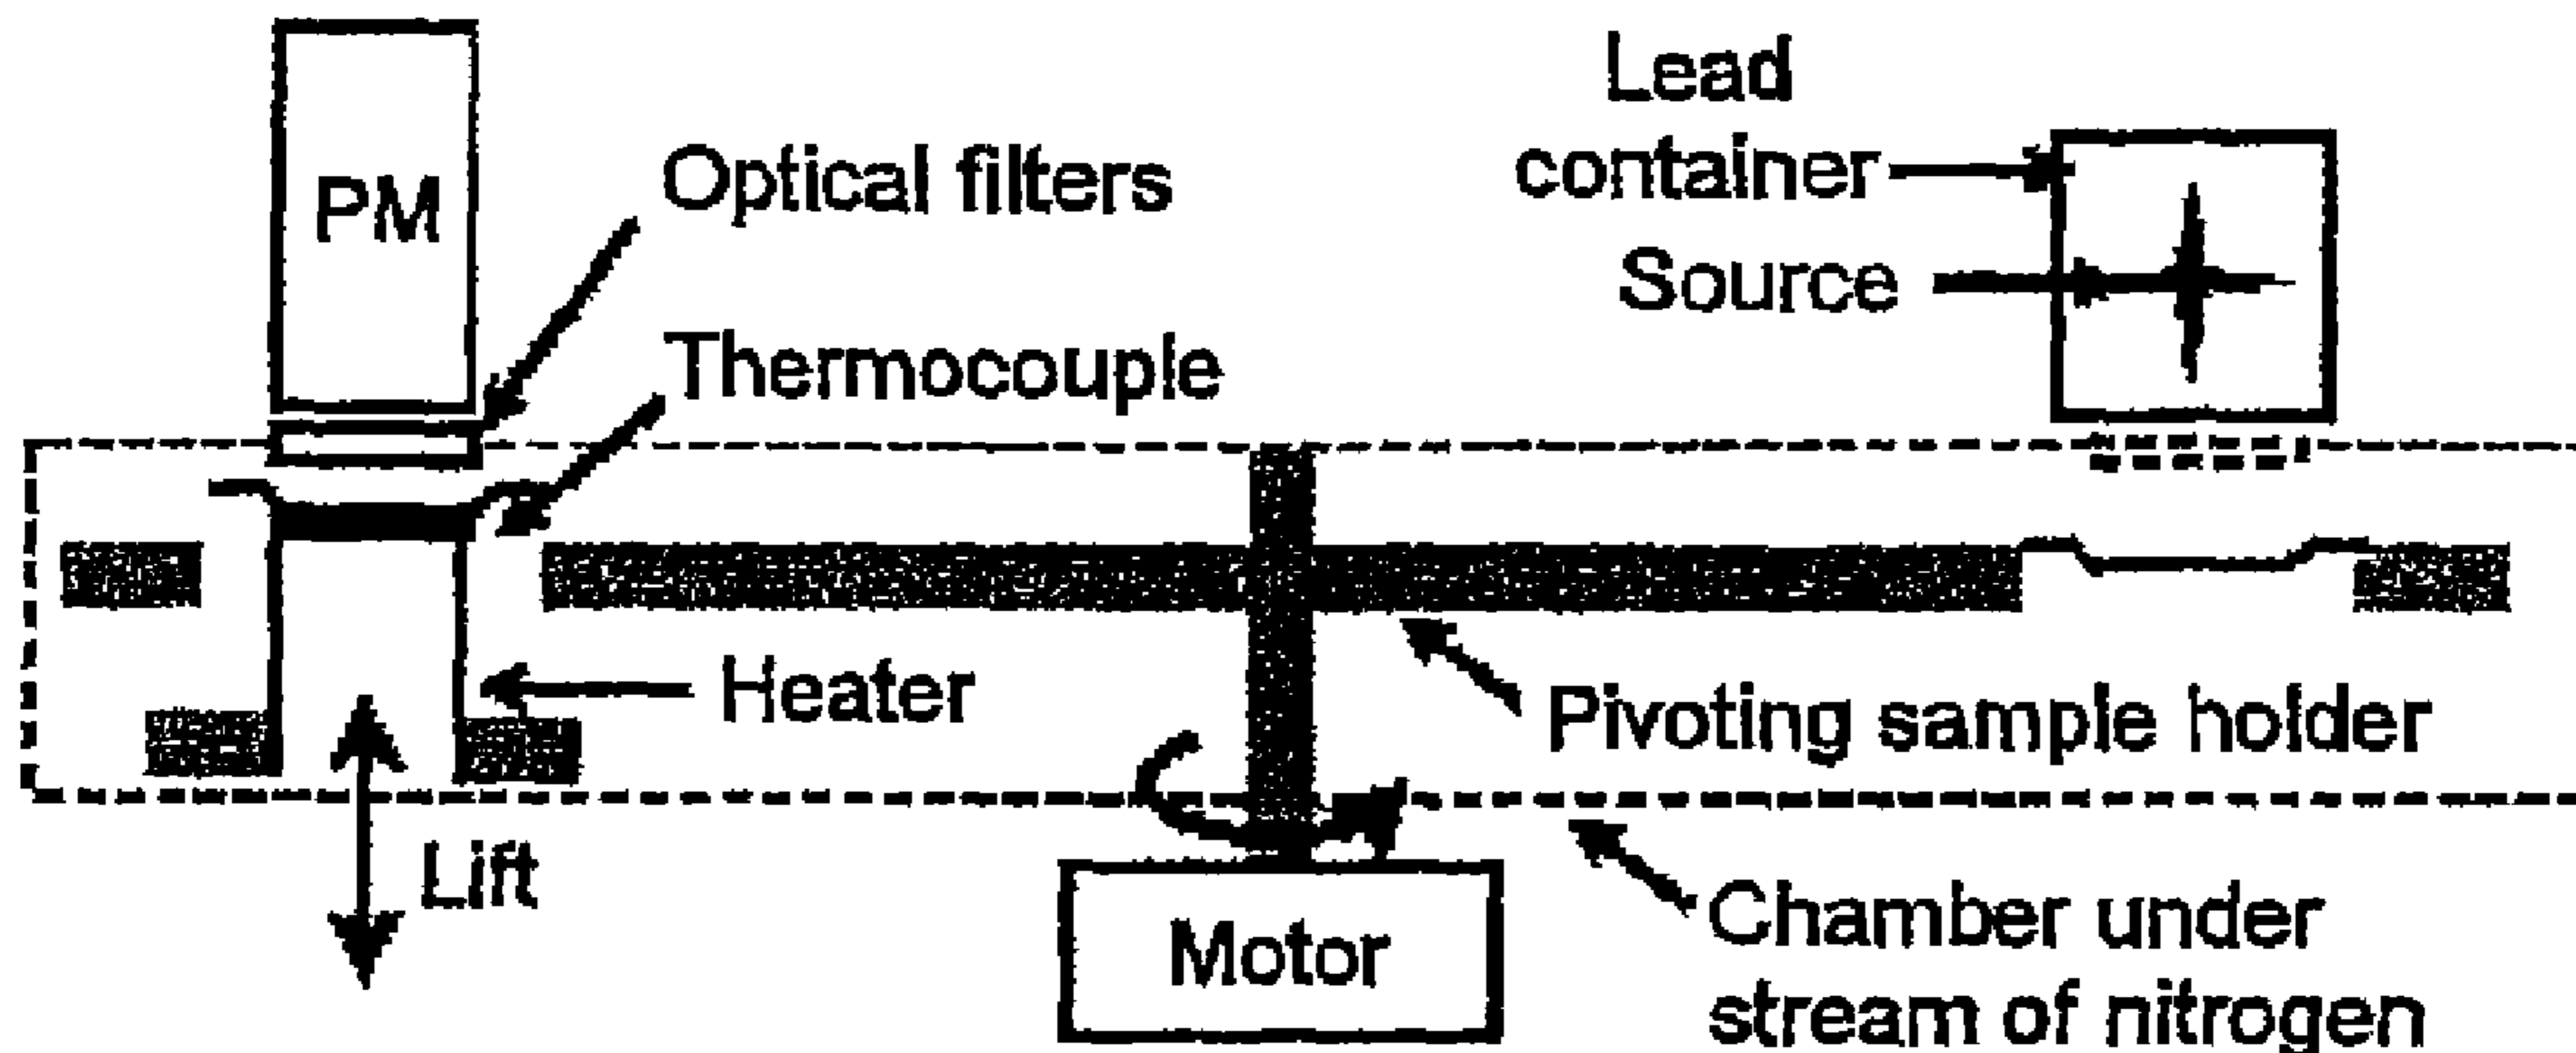 PM
Optical filters
Thermocouple
Heater
Lift
Motor
Lead
container
Source
Pivoting sample holder
Chamber under
stream of nitrogen